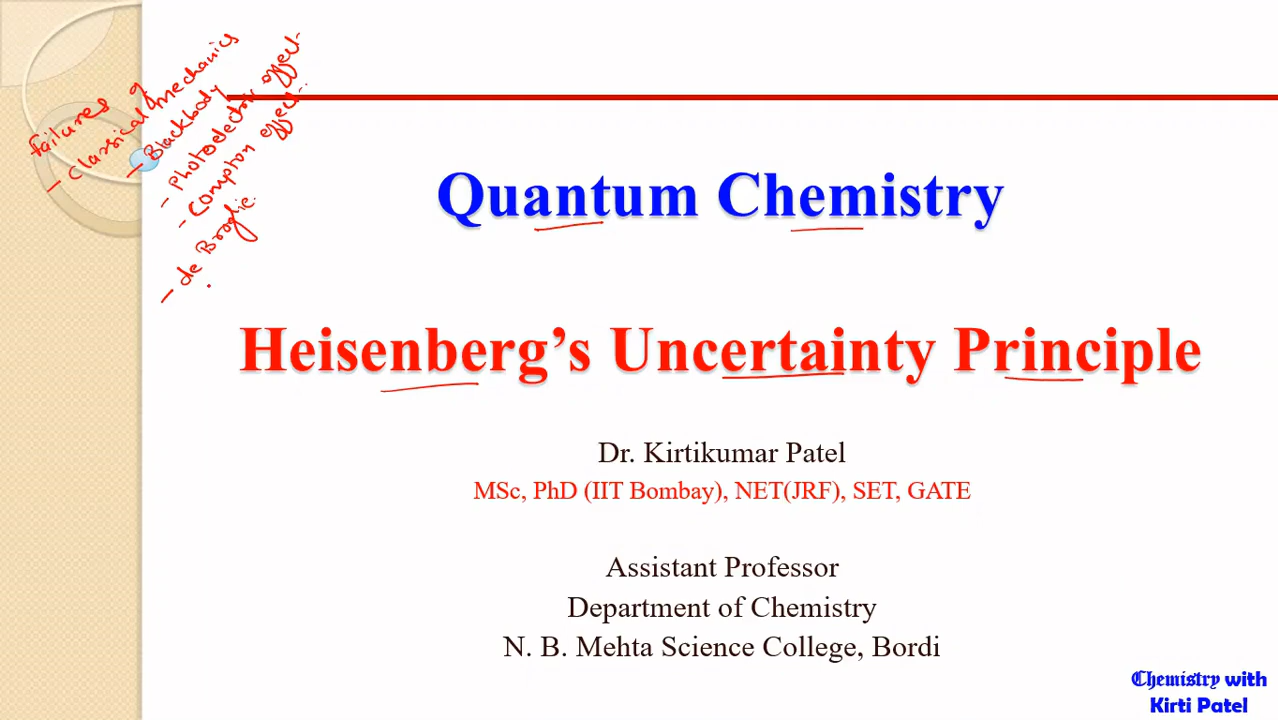 failures of
- Classical mechanics
- Blackbody
- Photoelectric effect
- Compton effect
- de Broglie
Quantum Chemistry
Heisenberg’s Uncertainty Principle
Dr. Kirtikumar Patel
MSc, PhD (IIT Bombay), NET(JRF), SET, GATE
Assistant Professor
Department of Chemistry
N. B. Mehta Science College, Bordi
Chemistry with
Kirti Patel